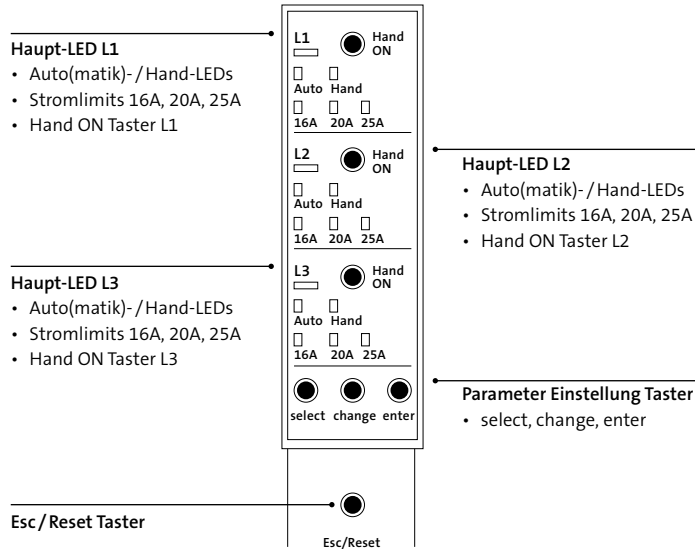 Haupt-LED L1
• Auto(matik)- / Hand-LEDs
• Stromlimits 16A, 20A, 25A
• Hand ON Taster L1
Haupt-LED L3
• Auto(matik)- / Hand-LEDs
• Stromlimits 16A, 20A, 25A
• Hand ON Taster L3
Esc / Reset Taster
L1 Hand
ON
Auto Hand
16A 20A 25A
L2 Hand
ON
Auto Hand
16A 20A 25A
L3 Hand
ON
Auto Hand
16A 20A 25A
select change enter
Esc/Reset
Haupt-LED L2
• Auto(matik)- / Hand-LEDs
• Stromlimits 16A, 20A, 25A
• Hand ON Taster L2
Parameter Einstellung Taster
• select, change, enter